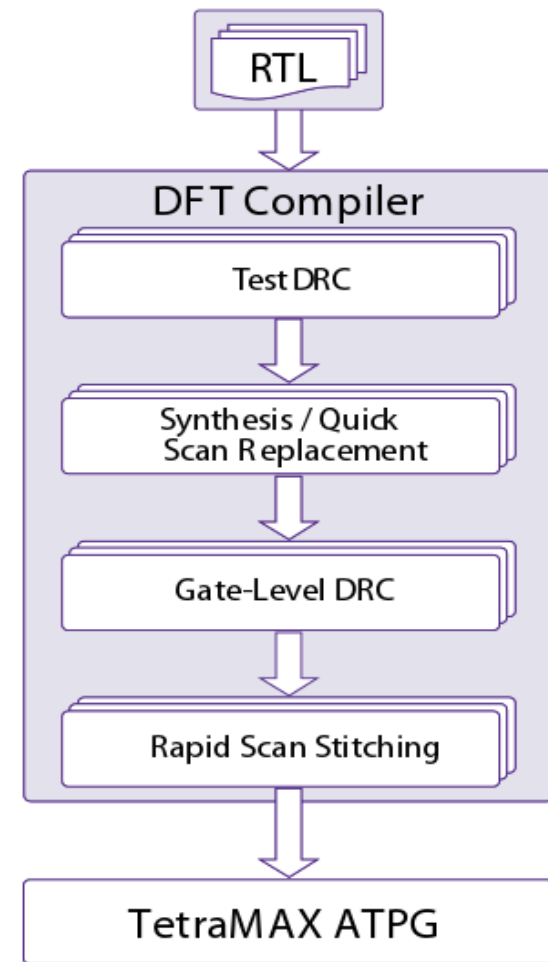 RTL
DFT Compiler
Test DRC
Synthesis / Quick
Scan Replacement
Gate-Level DRC
Rapid Scan Stitching
TetraMAX ATPG